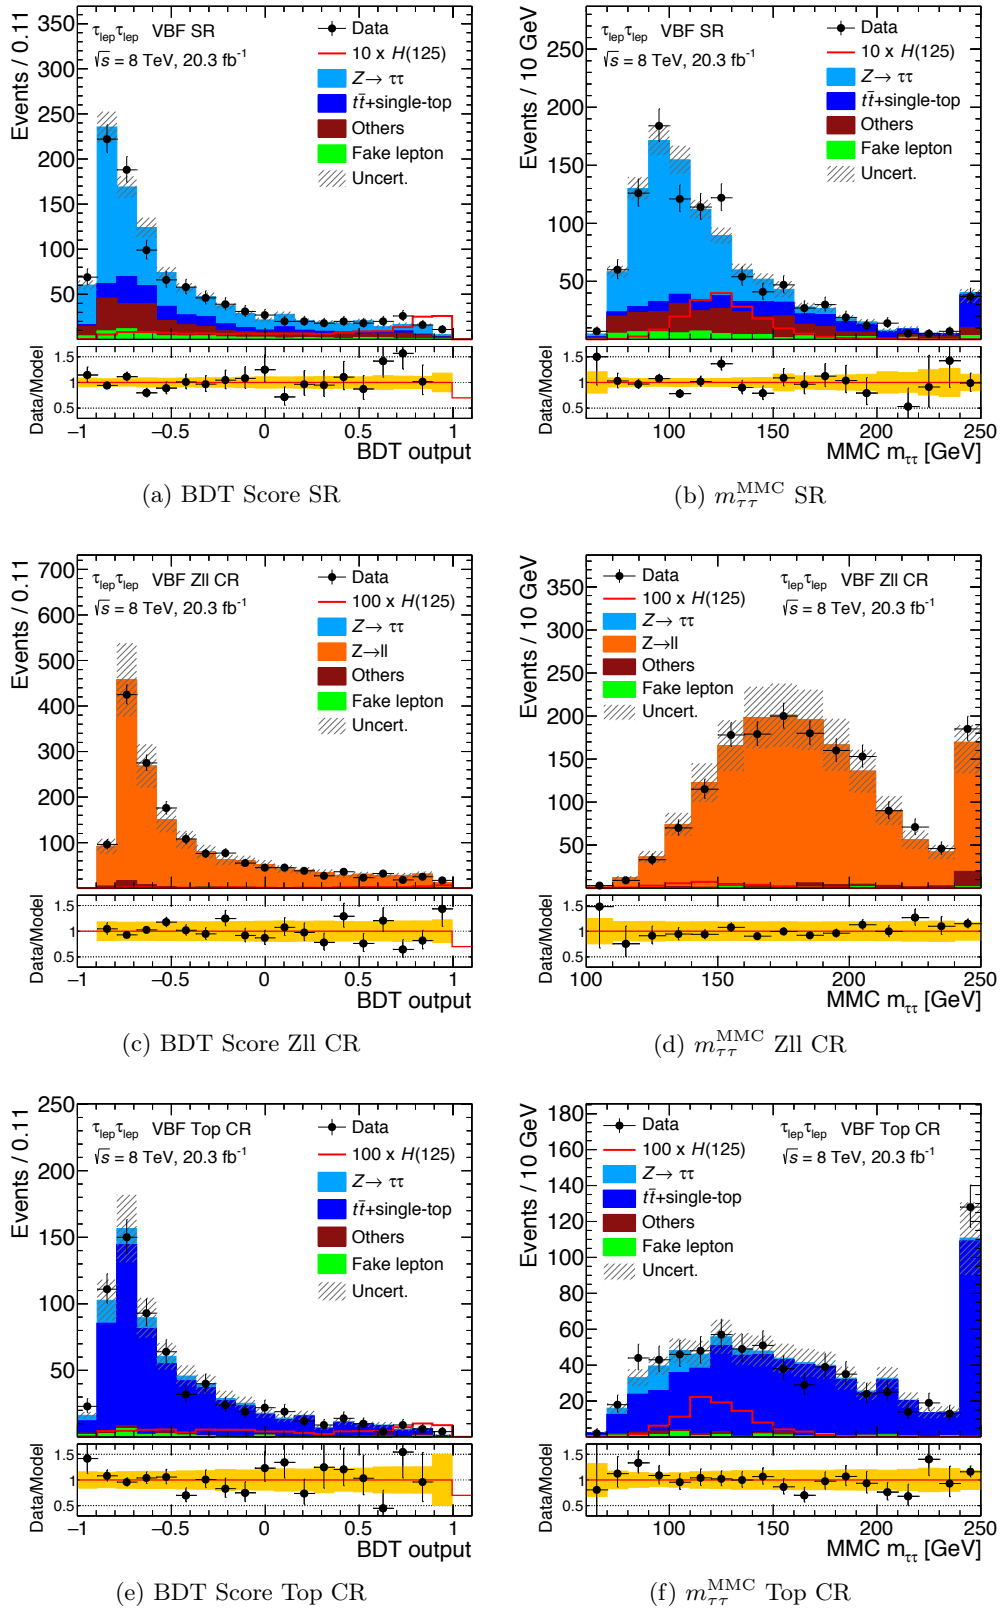 τlepτlep VBF SR
√s = 8 TeV, 20.3 fb-1
Data
10 x H(125)
Z→ ττ
tt̄+single-top
Others
Fake lepton
Uncert.
Events / 0.11
350
300
250
200
150
100
50
Data/Model
1.5
1
0.5
−1 −0.5 0 0.5 1
BDT output
(a) BDT Score SR
τlepτlep VBF SR
√s = 8 TeV, 20.3 fb-1
Data
10 x H(125)
Z→ ττ
tt̄+single-top
Others
Fake lepton
Uncert.
Events / 10 GeV
250
200
150
100
50
Data/Model
1.5
1
0.5
100 150 200 250
MMC mττ [GeV]
(b) mττMMC SR
τlepτlep VBF Zll CR
√s = 8 TeV, 20.3 fb-1
Data
100 x H(125)
Z→ ττ
Z→ll
Others
Fake lepton
Uncert.
Events / 0.11
700
600
500
400
300
200
100
Data/Model
1.5
1
0.5
−1 −0.5 0 0.5 1
BDT output
(c) BDT Score Zll CR
Data
100 x H(125)
Z→ ττ
Z→ll
Others
Fake lepton
Uncert.
τlepτlep VBF Zll CR
√s = 8 TeV, 20.3 fb-1
Events / 10 GeV
350
300
250
200
150
100
50
Data/Model
1.5
1
0.5
100 150 200 250
MMC mττ [GeV]
(d) mττMMC Zll CR
τlepτlep VBF Top CR
√s = 8 TeV, 20.3 fb-1
Data
100 x H(125)
Z→ ττ
tt̄+single-top
Others
Fake lepton
Uncert.
Events / 0.11
250
200
150
100
50
Data/Model
1.5
1
0.5
−1 −0.5 0 0.5 1
BDT output
(e) BDT Score Top CR
Data
100 x H(125)
Z→ ττ
tt̄+single-top
Others
Fake lepton
Uncert.
τlepτlep VBF Top CR
√s = 8 TeV, 20.3 fb-1
Events / 10 GeV
180
160
140
120
100
80
60
40
20
Data/Model
1.5
1
0.5
100 150 200 250
MMC mττ [GeV]
(f) mττMMC Top CR